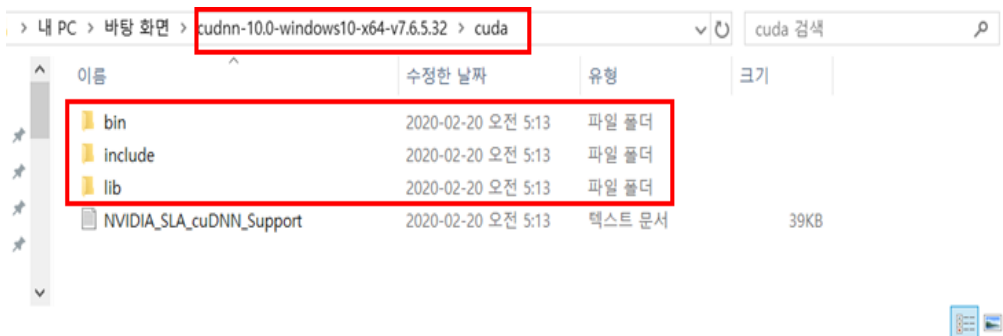 > 내 PC > 바탕 화면 > cudnn-10.0-windows10-x64-v7.6.5.32 > cuda
cuda 검색
이름 수정한 날짜 유형 크기
bin 2020-02-20 오전 5:13 파일 폴더
include 2020-02-20 오전 5:13 파일 폴더
lib 2020-02-20 오전 5:13 파일 폴더
NVIDIA_SLA_cuDNN_Support 2020-02-20 오전 5:13 텍스트 문서 39KB